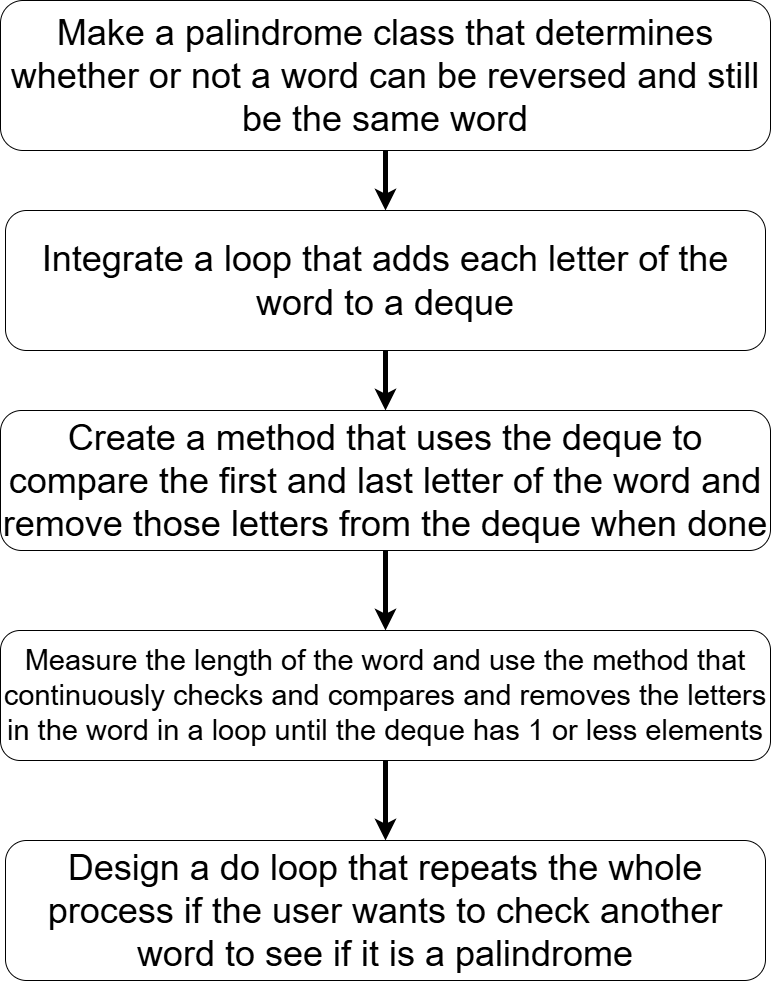 Make a palindrome class that determines
whether or not a word can be reversed and still
be the same word
Integrate a loop that adds each letter of the
word to a deque
Create a method that uses the deque to
compare the first and last letter of the word and
remove those letters from the deque when done
Measure the length of the word and use the method that
continuously checks and compares and removes the letters
in the word in a loop until the deque has 1 or less elements
Design a do loop that repeats the whole
process if the user wants to check another
word to see if it is a palindrome